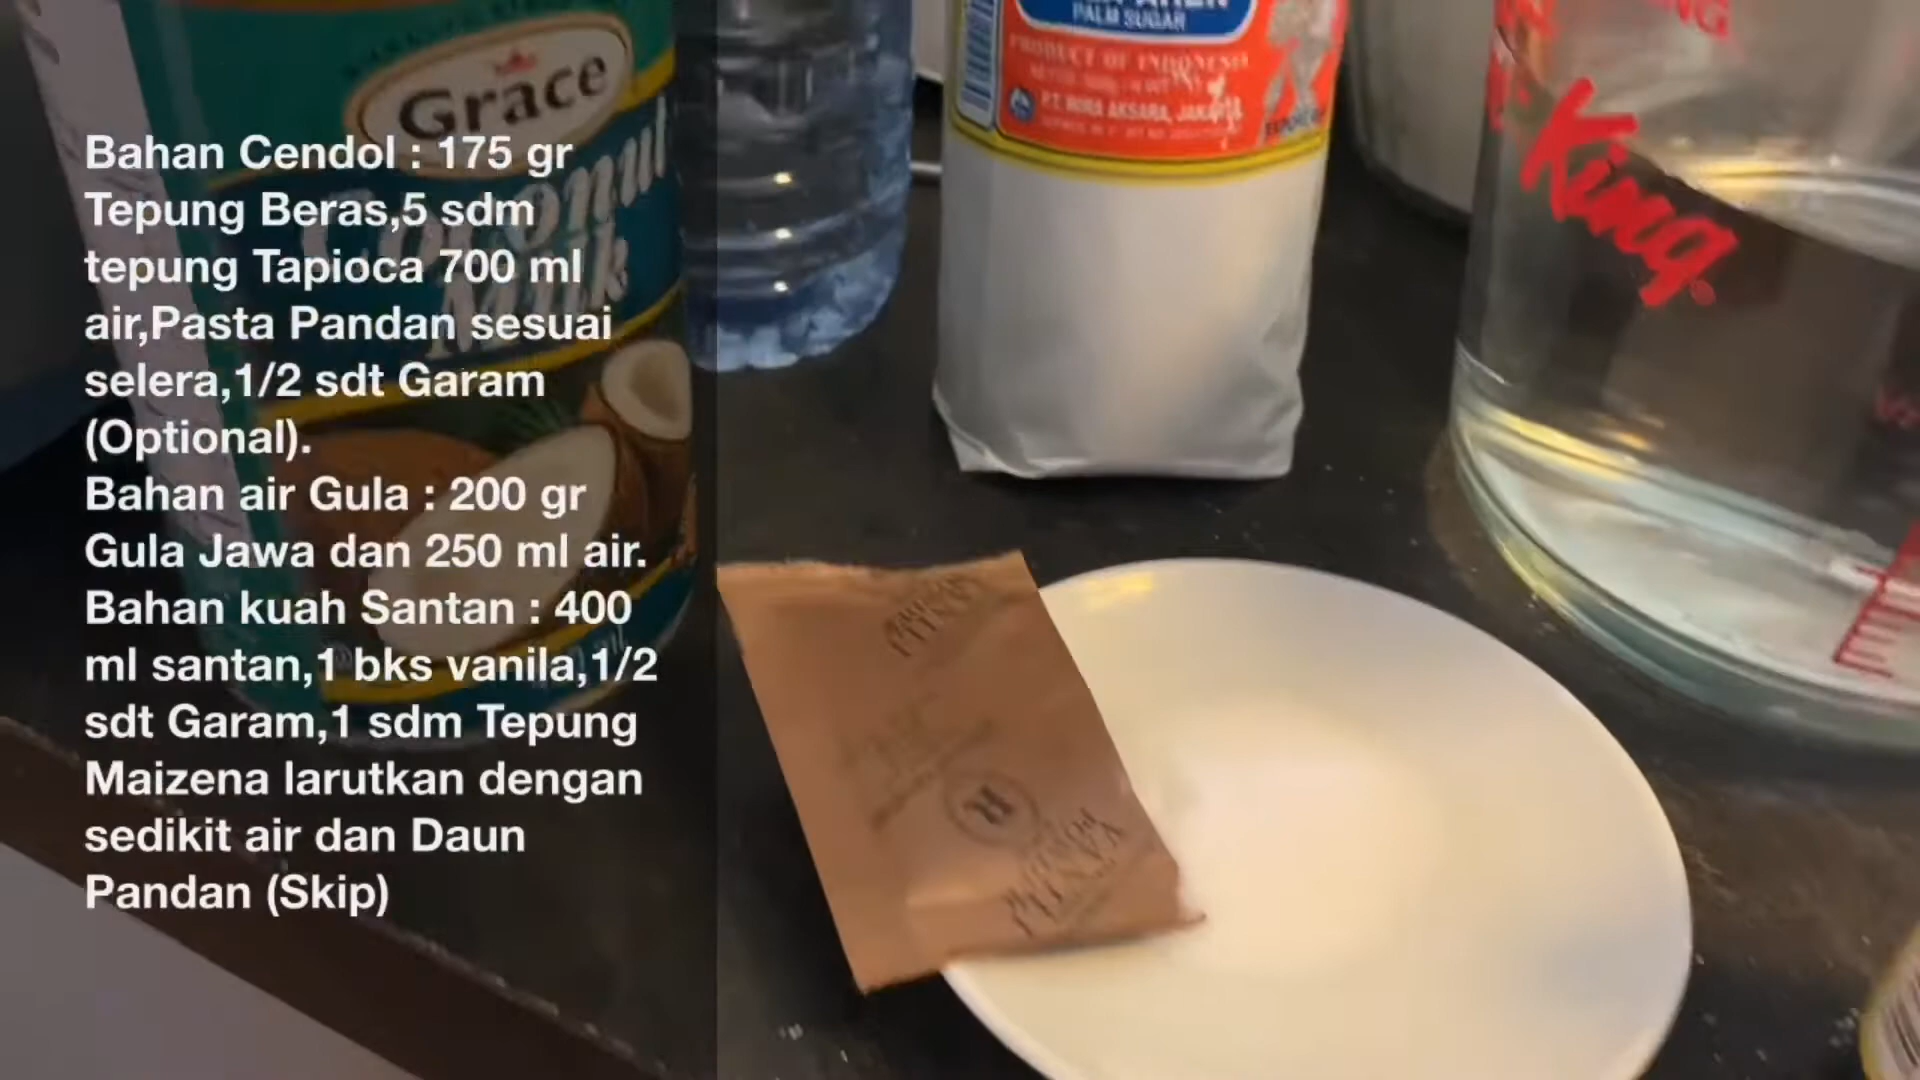 Bahan Cendol : 175 gr
Tepung Beras,5 sdm
tepung Tapioca 700 ml
air,Pasta Pandan sesuai
selera,1/2 sdt Garam
(Optional).
Bahan air Gula : 200 gr
Gula Jawa dan 250 ml air.
Bahan kuah Santan : 400
ml santan,1 bks vanila,1/2
sdt Garam,1 sdm Tepung
Maizena larutkan dengan
sedikit air dan Daun
Pandan (Skip)
Grace
Coconut
Milk
PALM SUGAR
PRODUCT OF INDONESIA
JAKARTA
King